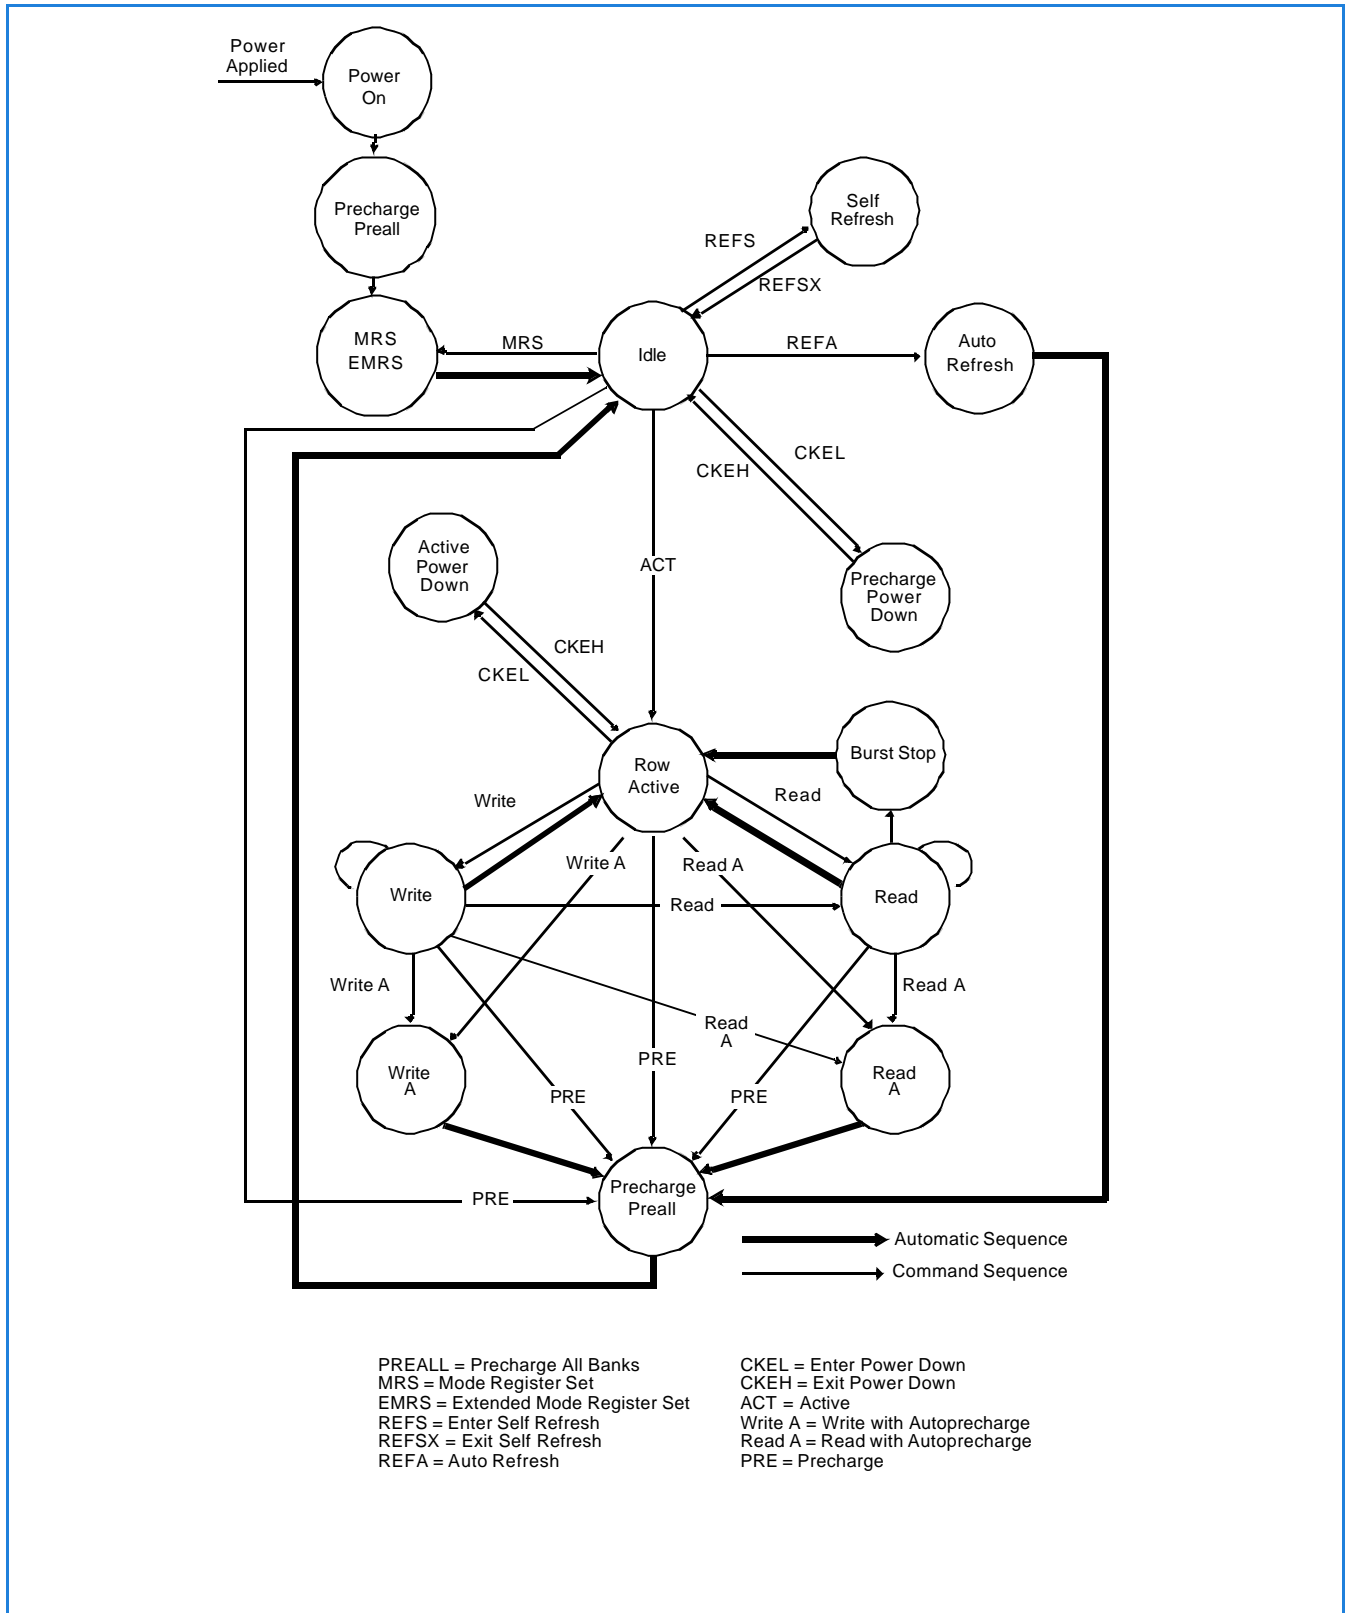 Power
Applied
Power
On
Precharge
Preall
Self
Refresh
REFS
REFSX
MRS
EMRS
MRS
Idle
REFA
Auto
Refresh
CKEL
CKEH
Active
Power
Down
ACT
Precharge
Power
Down
CKEH
CKEL
Row
Active
Burst Stop
Write
Read
Write A
Read A
Write
Read
Read
Write A
Read A
Read
A
Write
A
PRE
Read
A
PRE
PRE
Precharge
Preall
PRE
Automatic Sequence
Command Sequence
PREALL = Precharge All Banks
MRS = Mode Register Set
EMRS = Extended Mode Register Set
REFS = Enter Self Refresh
REFSX = Exit Self Refresh
REFA = Auto Refresh
CKEL = Enter Power Down
CKEH = Exit Power Down
ACT = Active
Write A = Write with Autoprecharge
Read A = Read with Autoprecharge
PRE = Precharge